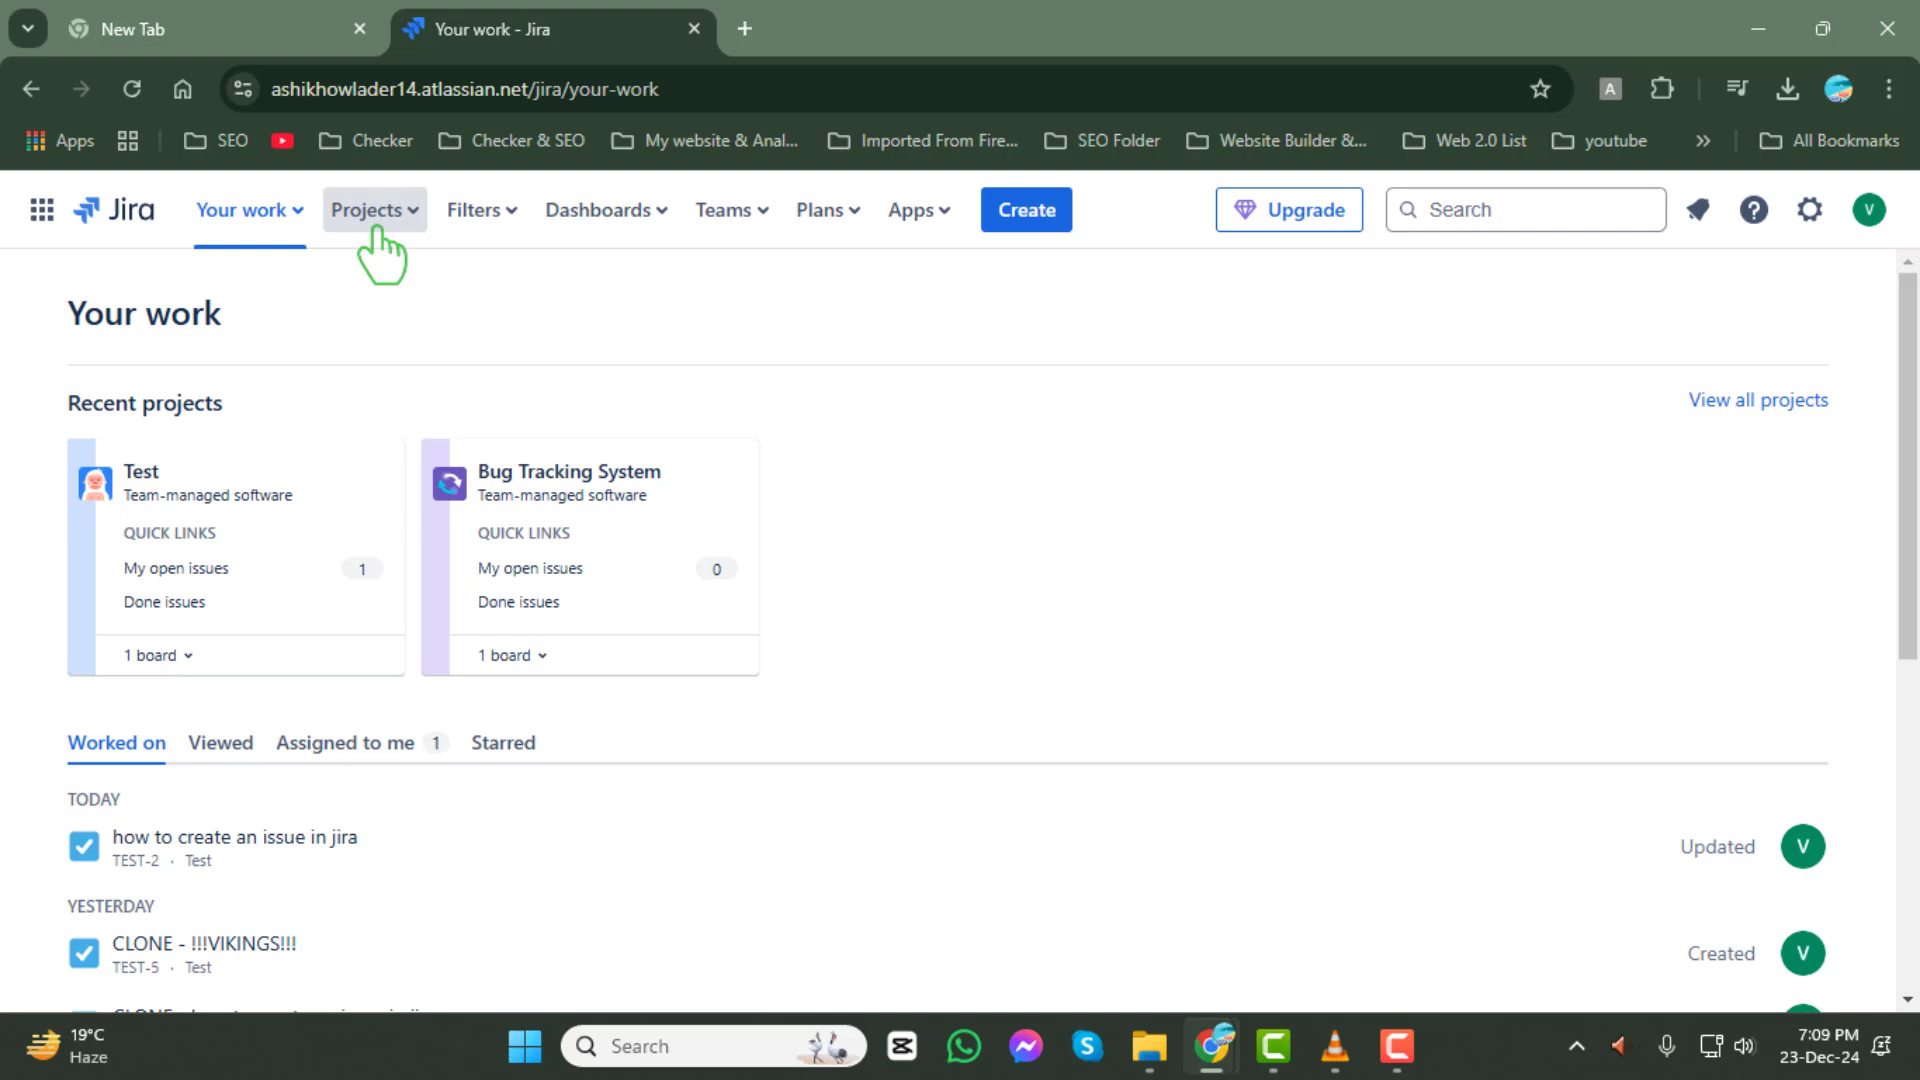 New Tab
Your work - Jira
ashikhowlader14.atlassian.net/jira/your-work
A
Apps
SEO
Checker
Checker & SEO
My website & Anal...
Imported From Fire...
SEO Folder
Website Builder &...
Web 2.0 List
youtube
All Bookmarks
Jira
Your work
Projects
Filters
Dashboards
Teams
Plans
Apps
Create
Upgrade
Search
V
Your work
Recent projects
View all projects
Test
Team-managed software
QUICK LINKS
My open issues 1
Done issues
1 board
Bug Tracking System
Team-managed software
QUICK LINKS
My open issues 0
Done issues
1 board
Worked on
Viewed
Assigned to me 1
Starred
TODAY
how to create an issue in jira
TEST-2 · Test
Updated
V
YESTERDAY
CLONE - !!!VIKINGS!!!
TEST-5 · Test
Created
V
19°C
Haze
Search
7:09 PM
23-Dec-24